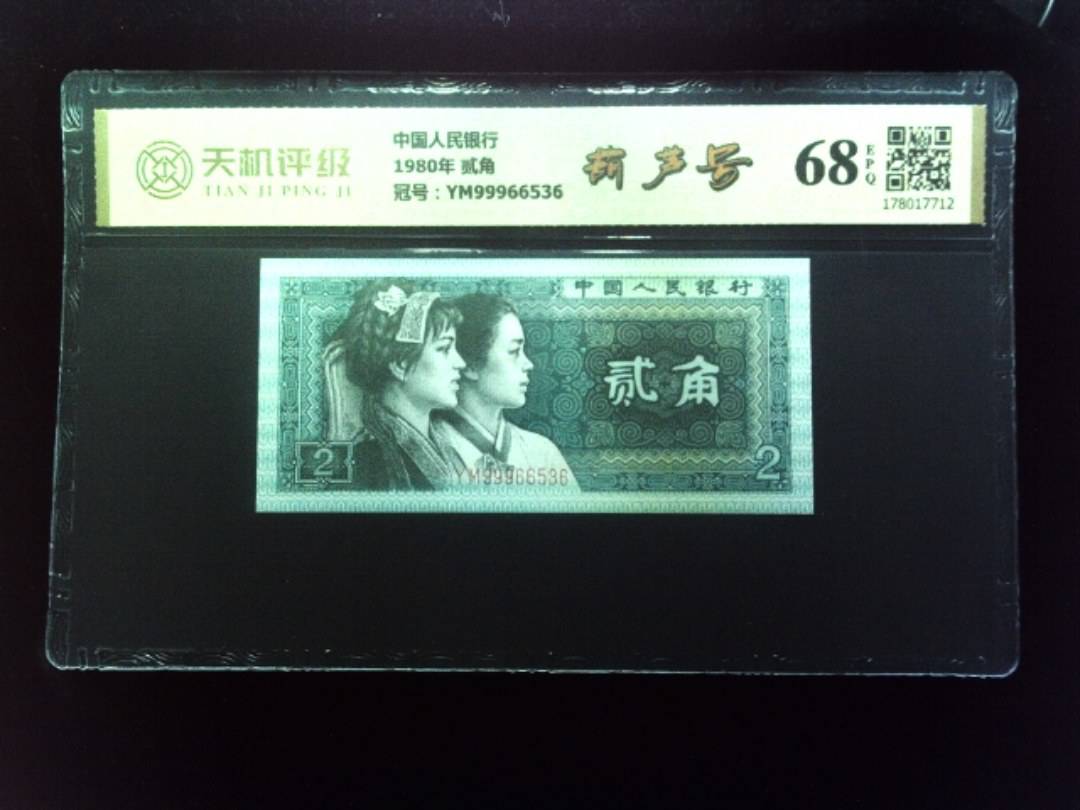 天机评级
TIAN JI PING JI
中国人民银行
1980年 贰角
冠号：YM99966536
葫芦号
68
EPQ
178017712
中国人民银行
贰角
2
YM99966536
2